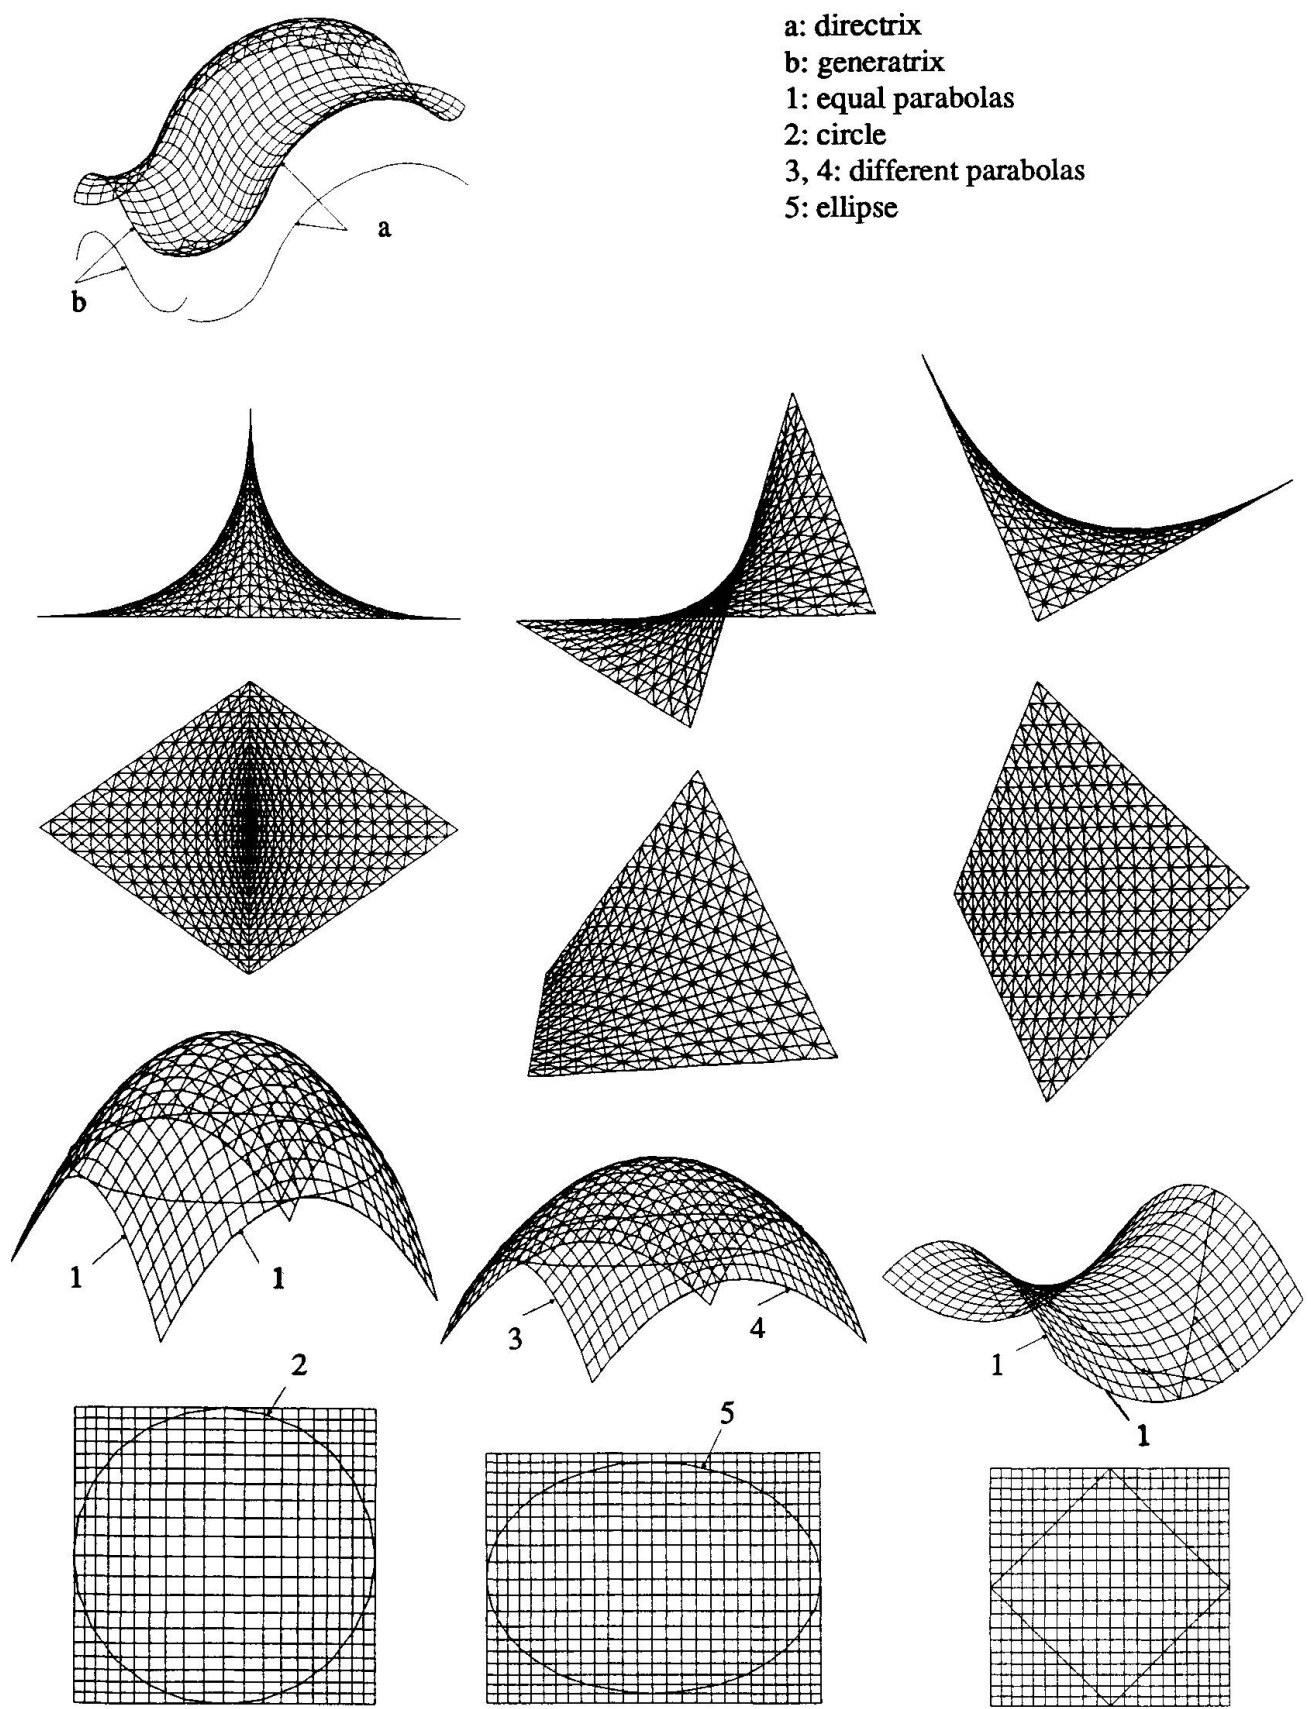 a: directrix
b: generatrix
1: equal parabolas
2: circle
3, 4: different parabolas
5: ellipse
a
b
1
1
3
4
1
1
2
5